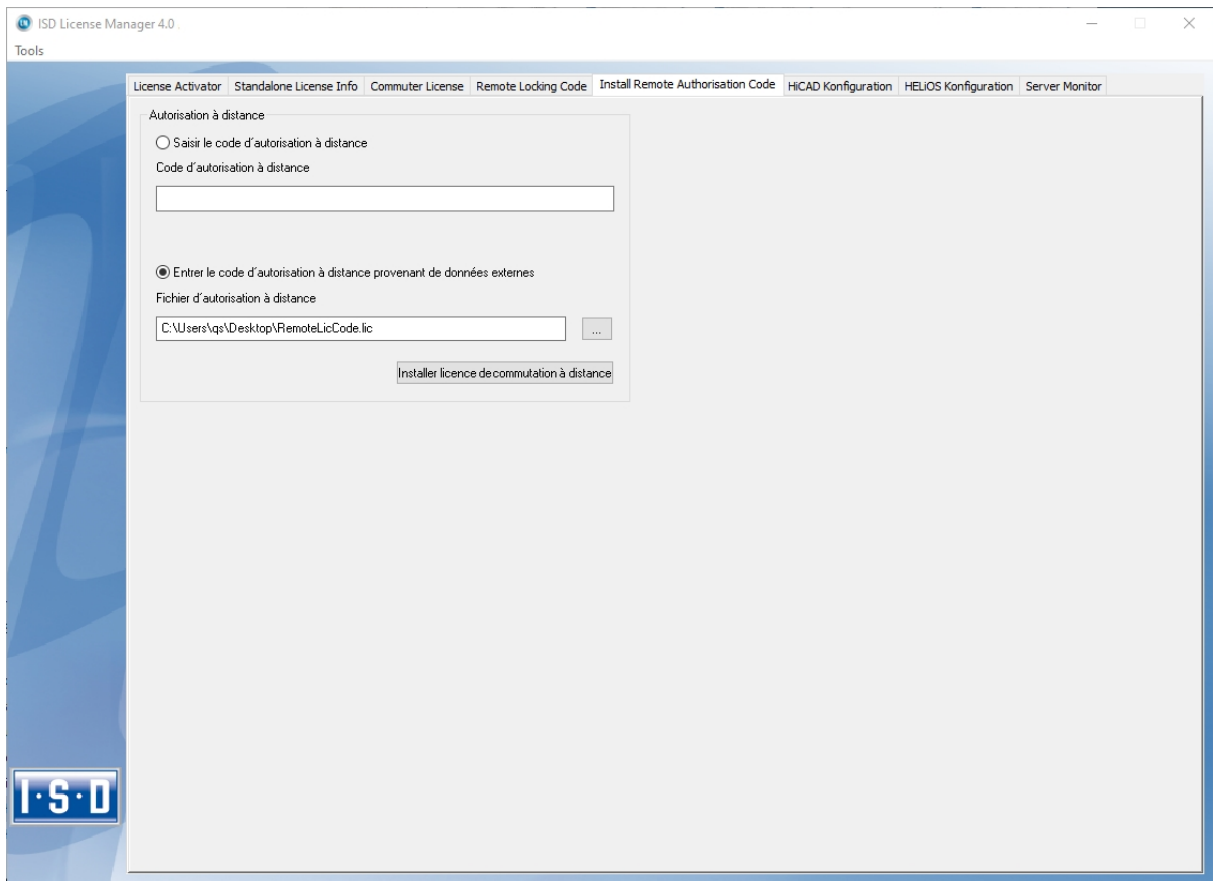 ISD License Manager 4.0
Tools
License Activator Standalone License Info Commuter License Remote Locking Code Install Remote Authorisation Code HiCAD Konfiguration HELiOS Konfiguration Server Monitor
Autorisation à distance
Saisir le code d´autorisation à distance
Code d´autorisation à distance
Entrer le code d´autorisation à distance provenant de données externes
Fichier d´autorisation à distance
C:\Users\qs\Desktop\RemoteLicCode.lic
...
Installer licence de commutation à distance
I·S·D